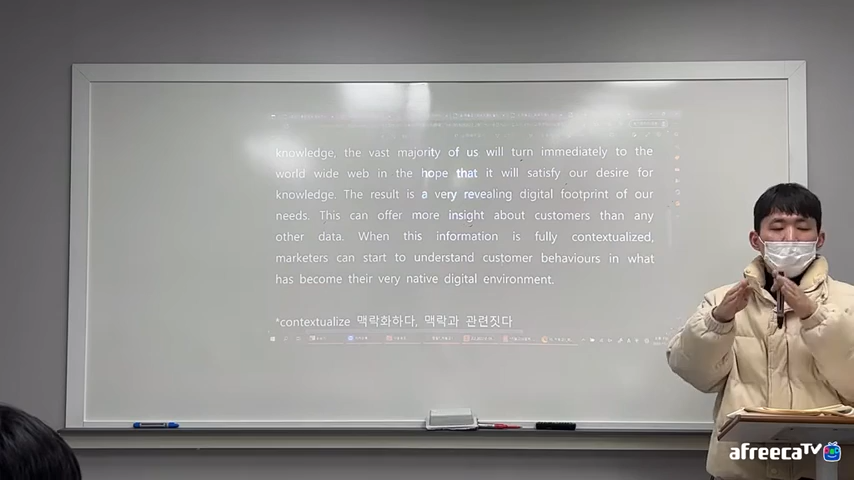 knowledge, the vast majority of us will turn immediately to the
world wide web in the hope that it will satisfy our desire for
knowledge. The result is a very revealing digital footprint of our
needs. This can offer more insight about customers than any
other data. When this information is fully contextualized,
marketers can start to understand customer behaviours in what
has become their very native digital environment.
*contextualize 맥락화하다, 맥락과 관련짓다
afreecaTV